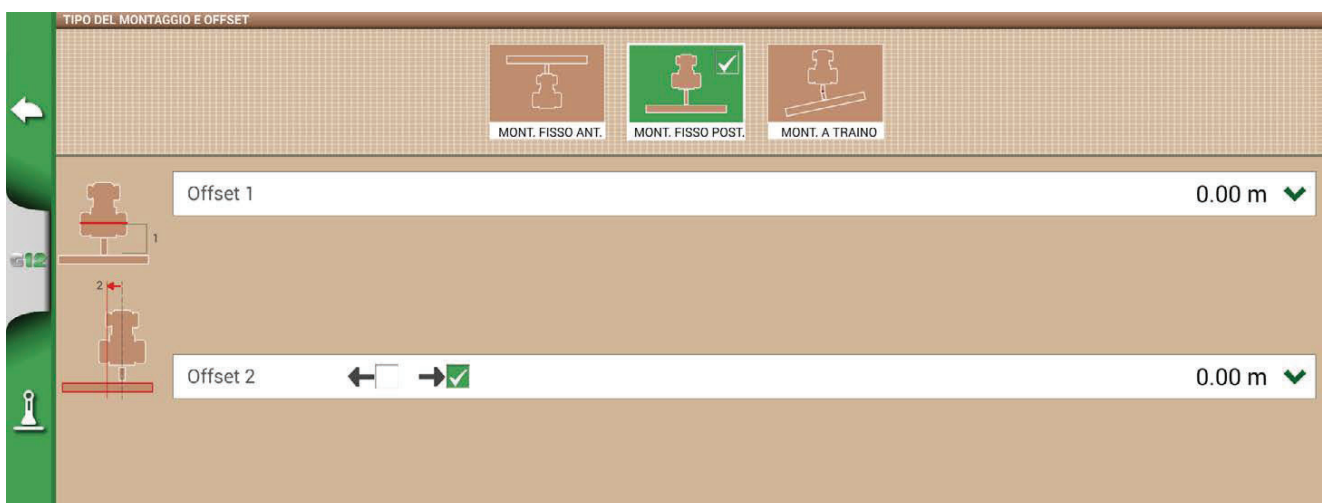 TIPO DEL MONTAGGIO E OFFSET
MONT. FISSO ANT.
MONT. FISSO POST.
MONT. A TRAINO
Offset 1
0.00 m
1
G12
2
Offset 2
0.00 m